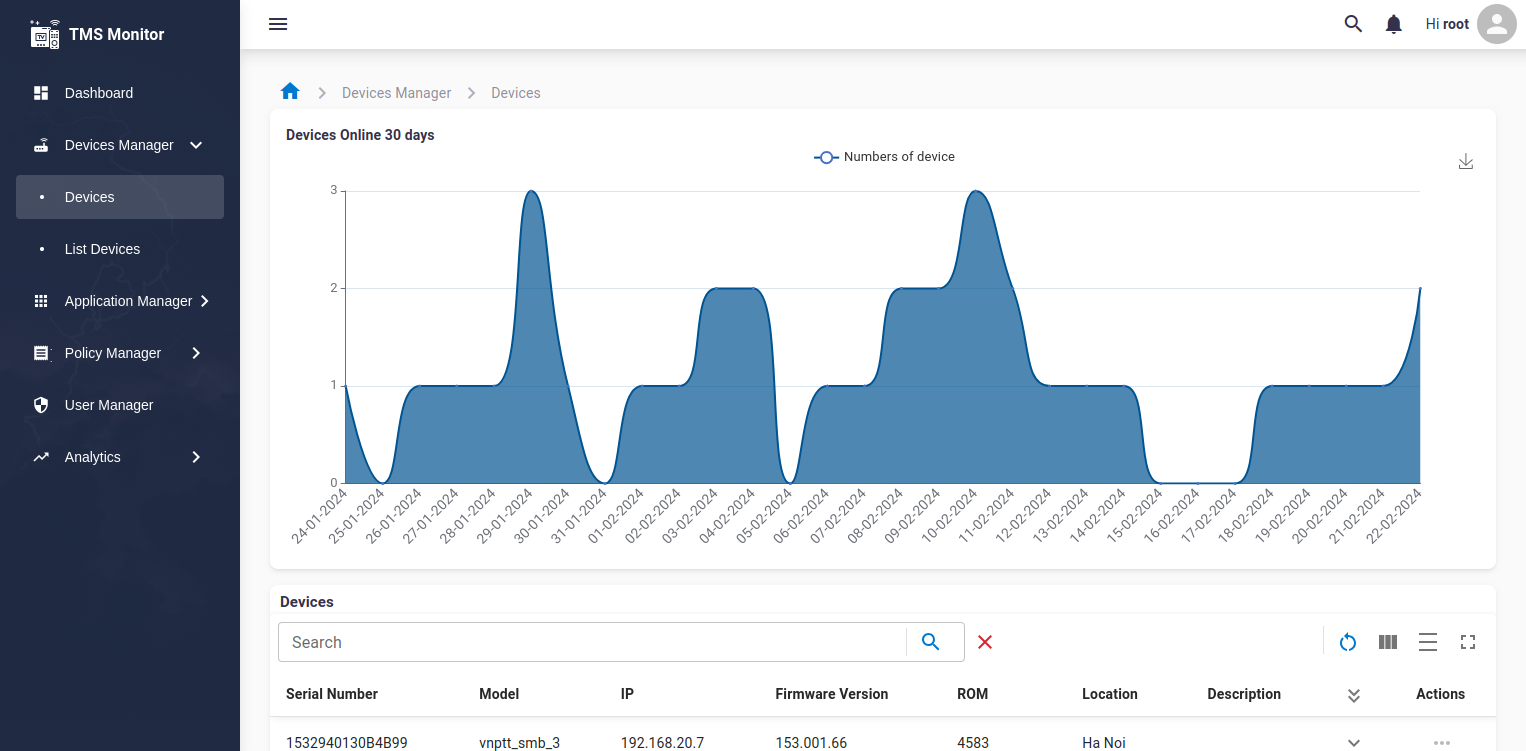 TMS Monitor
Hi root
Dashboard
Devices Manager
Devices
List Devices
Application Manager
Policy Manager
User Manager
Analytics
Devices Manager
Devices
Devices Online 30 days
Numbers of device
3
2
1
0
24-01-2024
25-01-2024
26-01-2024
27-01-2024
28-01-2024
29-01-2024
30-01-2024
31-01-2024
01-02-2024
02-02-2024
03-02-2024
04-02-2024
05-02-2024
06-02-2024
07-02-2024
08-02-2024
09-02-2024
10-02-2024
11-02-2024
12-02-2024
13-02-2024
14-02-2024
15-02-2024
16-02-2024
17-02-2024
18-02-2024
19-02-2024
20-02-2024
21-02-2024
22-02-2024
Devices
Search
Serial Number Model IP Firmware Version ROM Location Description Actions
1532940130B4B99 vnptt_smb_3 192.168.20.7 153.001.66 4583 Ha Noi